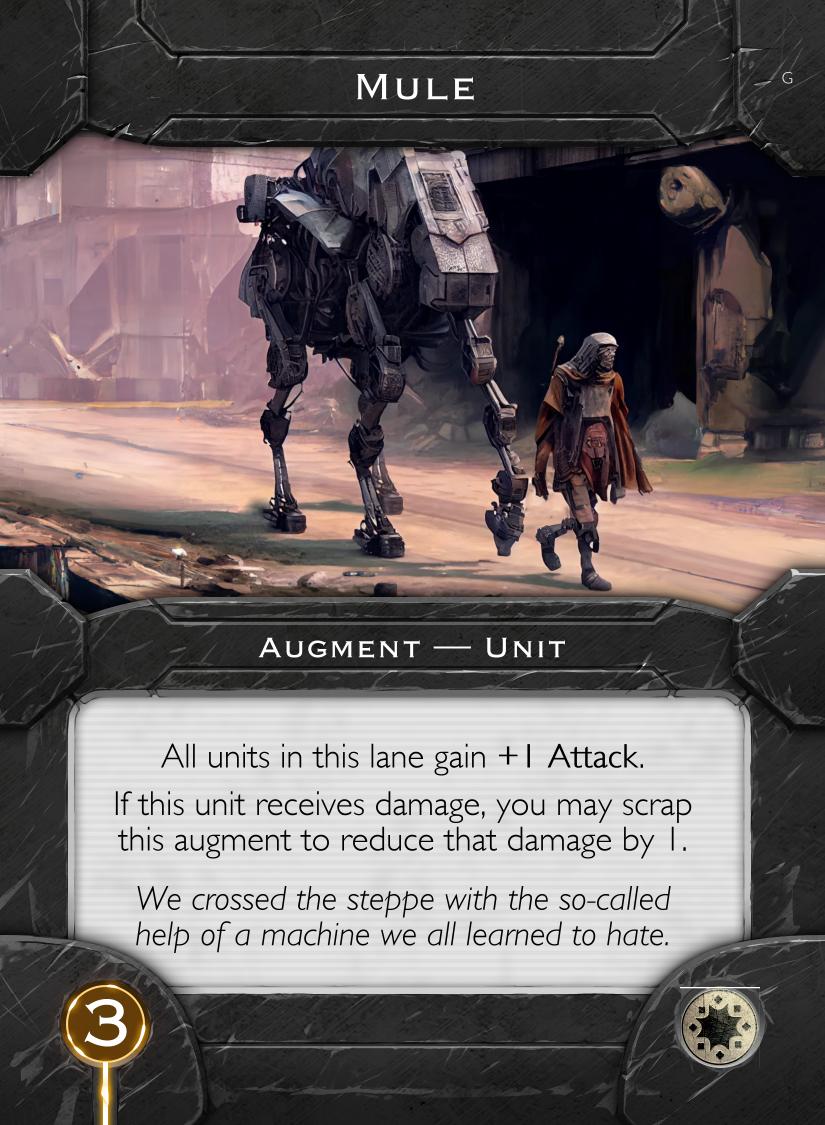 Mule
G
Augment — Unit
All units in this lane gain +1 Attack.
If this unit receives damage, you may scrap
this augment to reduce that damage by 1.
We crossed the steppe with the so-called
help of a machine we all learned to hate.
3